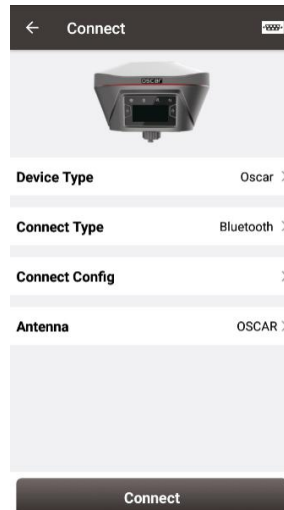 Connect
OSCAR
Device Type Oscar
Connect Type Bluetooth
Connect Config
Antenna OSCAR
Connect